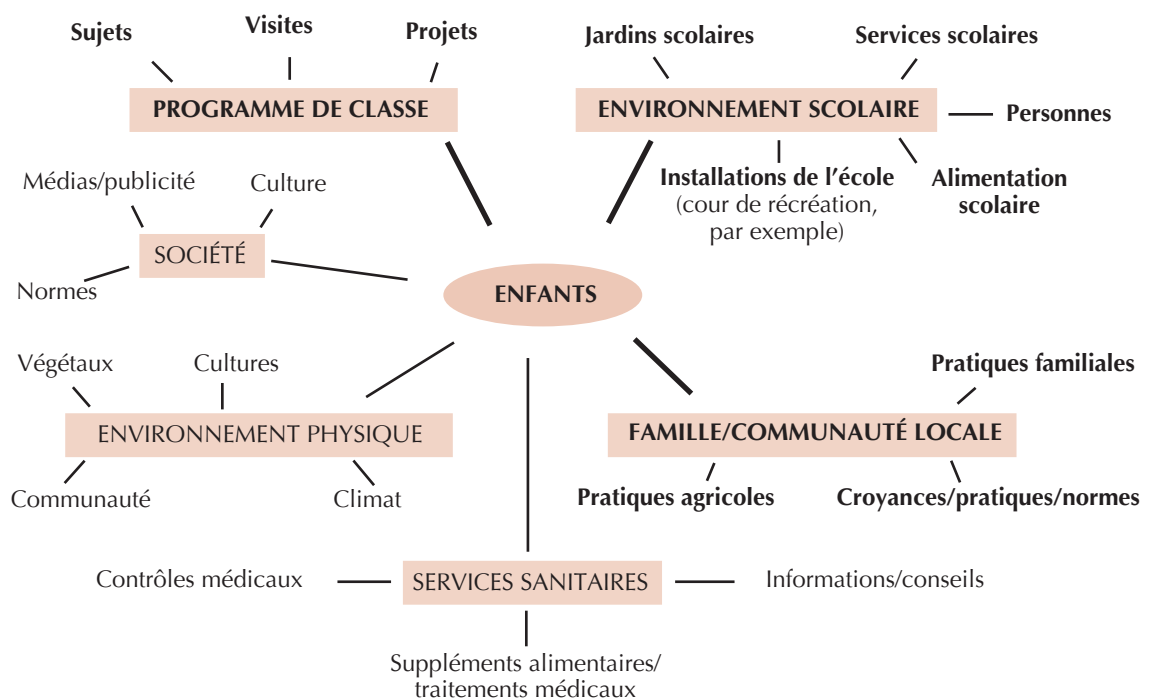 Sujets
Visites
Projets
PROGRAMME DE CLASSE
Jardins scolaires
Services scolaires
ENVIRONNEMENT SCOLAIRE
Personnes
Installations de l'école
(cour de récréation,
par exemple)
Alimentation
scolaire
Médias/publicité
Culture
SOCIÉTÉ
Normes
ENFANTS
Végétaux
Cultures
ENVIRONNEMENT PHYSIQUE
Communauté
Climat
Pratiques familiales
FAMILLE/COMMUNAUTÉ LOCALE
Pratiques agricoles
Croyances/pratiques/normes
Contrôles médicaux
SERVICES SANITAIRES
Informations/conseils
Suppléments alimentaires/
traitements médicaux